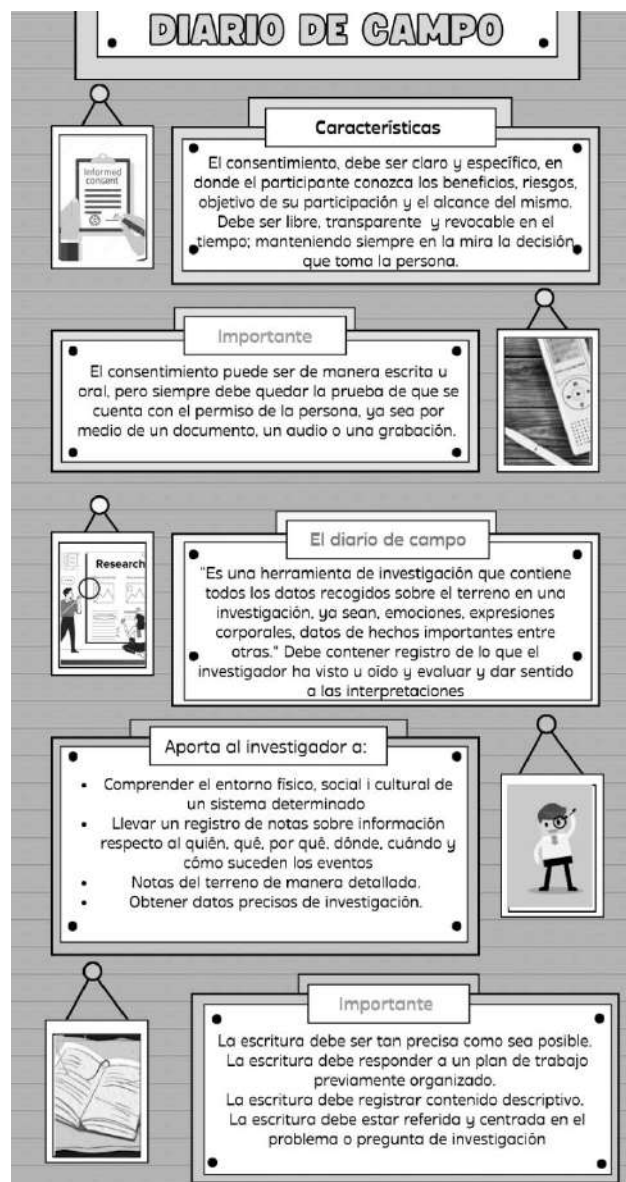 DIARIO DE CAMPO
Características
Informed
consent
El consentimiento, debe ser claro y específico, en
donde el participante conozca los beneficios, riesgos,
objetivo de su participación y el alcance del mismo.
Debe ser libre, transparente y revocable en el
tiempo; manteniendo siempre en la mira la decisión
que toma la persona.
Importante
El consentimiento puede ser de manera escrita u
oral, pero siempre debe quedar la prueba de que se
cuenta con el permiso de la persona, ya sea por
medio de un documento, un audio o una grabación.
El diario de campo
Research
"Es una herramienta de investigación que contiene
todos los datos recogidos sobre el terreno en una
investigación, ya sean, emociones, expresiones
corporales, datos de hechos importantes entre
otras." Debe contener registro de lo que el
investigador ha visto u oído y evaluar y dar sentido
a las interpretaciones
Aporta al investigador a:
• Comprender el entorno físico, social i cultural de
un sistema determinado
• Llevar un registro de notas sobre información
respecto al quién, qué, por qué, dónde, cuándo y
cómo suceden los eventos
• Notas del terreno de manera detallada.
• Obtener datos precisas de investigación.
Importante
La escritura debe ser tan precisa como sea posible.
La escritura debe responder a un plan de trabajo
previamente organizado.
La escritura debe registrar contenido descriptivo.
La escritura debe estar referida y centrada en el
problema o pregunta de investigación